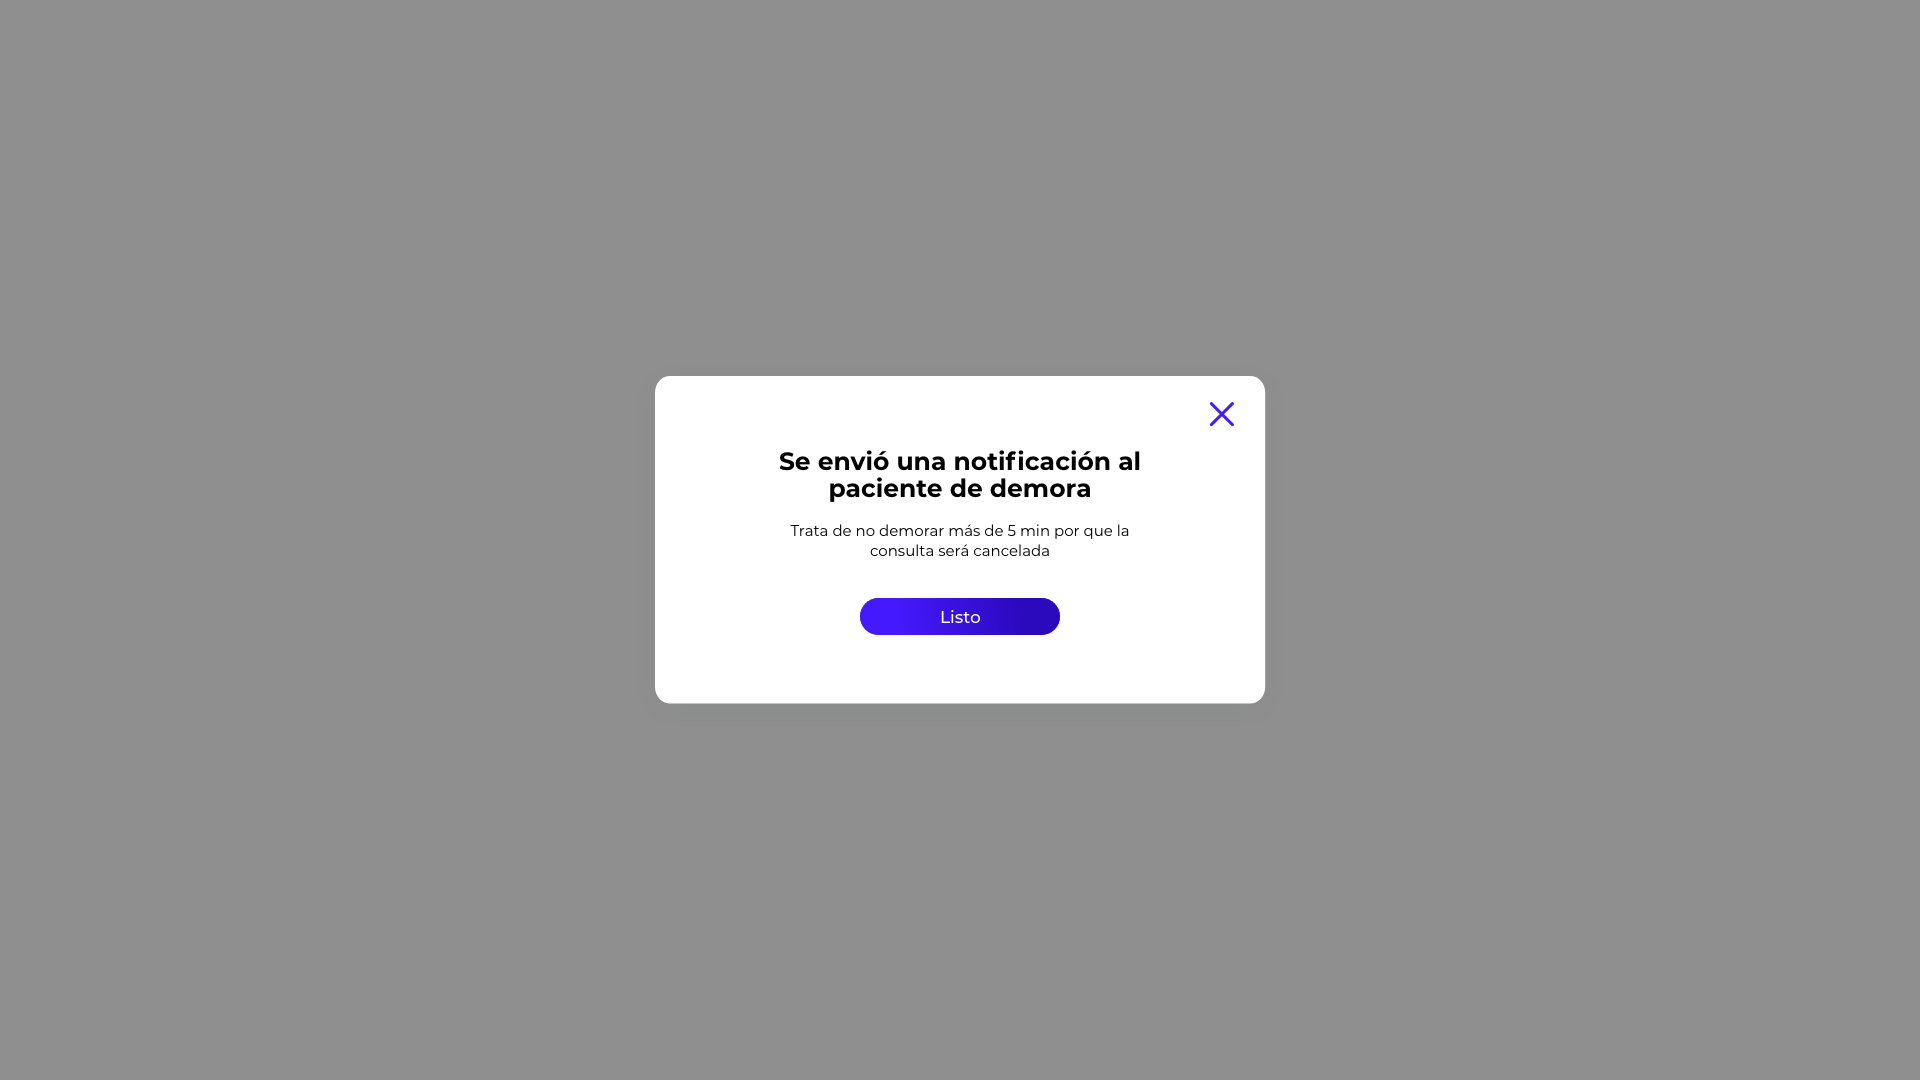 Se envió una notificación al
paciente de demora
Trata de no demorar más de 5 min por que la
consulta será cancelada
Listo